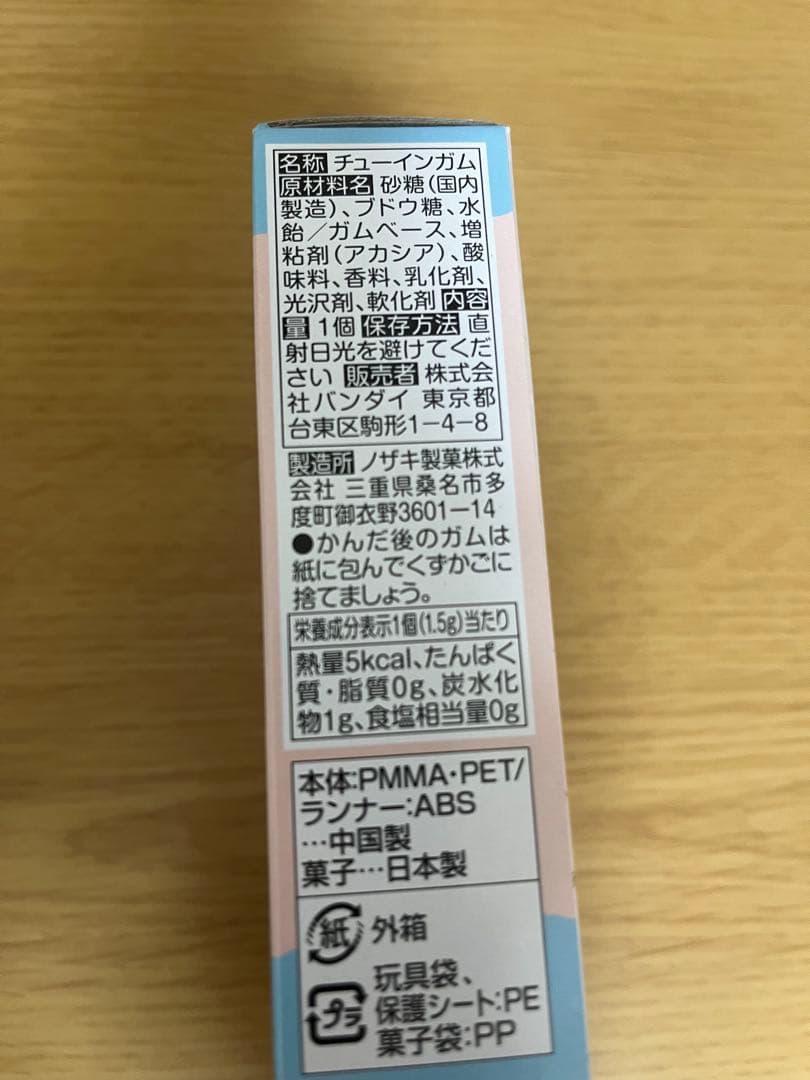 名称 チューインガム
原材料名 砂糖(国内
製造)、ブドウ糖、水
飴/ガムベース、増
粘剤(アカシア)、酸
味料、香料、乳化剤、
光沢剤、軟化剤 内容
量 1個 保存方法 直
射日光を避けてくだ
さい 販売者 株式会
社バンダイ 東京都
台東区駒形1-4-8
製造所 ノザキ製菓株式
会社 三重県桑名市多
度町御衣野3601-14
●かんだ後のガムは
紙に包んでくずかごに
捨てましょう。
栄養成分表示1個(1.5g)当たり
熱量5kcal、たんぱく
質・脂質0g、炭水化
物1g、食塩相当量0g
本体:PMMA・PET/
ランナー:ABS
…中国製
菓子…日本製
紙 外箱
プラ 玩具袋、
保護シート:PE
菓子袋:PP